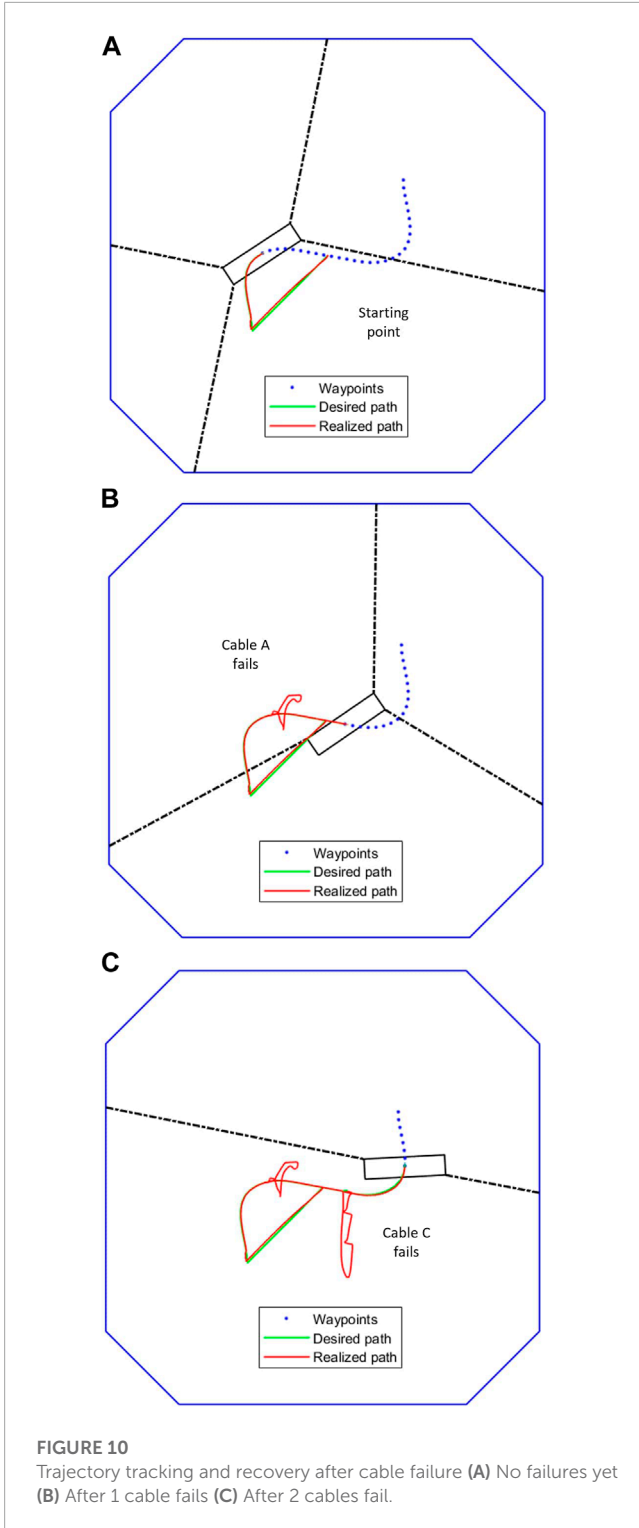 A
Starting
point
Waypoints
Desired path
Realized path
B
Cable A
fails
Waypoints
Desired path
Realized path
C
Cable C
fails
Waypoints
Desired path
Realized path
FIGURE 10
Trajectory tracking and recovery after cable failure (A) No failures yet
(B) After 1 cable fails (C) After 2 cables fail.